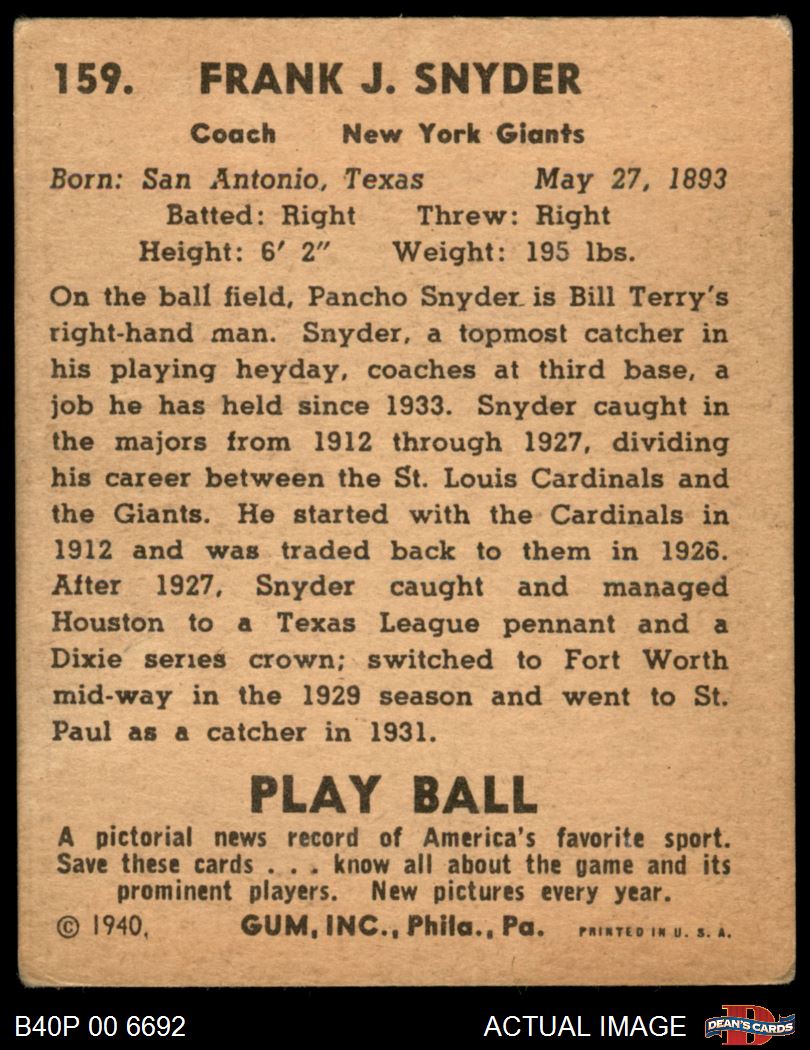 159. FRANK J. SNYDER
Coach New York Giants
Born: San Antonio, Texas May 27, 1893
Batted: Right Threw: Right
Height: 6′ 2″ Weight: 195 lbs.
On the ball field, Pancho Snyder is Bill Terry's
right-hand man. Snyder, a topmost catcher in
his playing heyday, coaches at third base, a
job he has held since 1933. Snyder caught in
the majors from 1912 through 1927, dividing
his career between the St. Louis Cardinals and
the Giants. He started with the Cardinals in
1912 and was traded back to them in 1926.
After 1927, Snyder caught and managed
Houston to a Texas League pennant and a
Dixie series crown; switched to Fort Worth
mid-way in the 1929 season and went to St.
Paul as a catcher in 1931.
PLAY BALL
A pictorial news record of America's favorite sport.
Save these cards . . . know all about the game and its
prominent players. New pictures every year.
© 1940, GUM, INC., Phila., Pa. PRINTED IN U. S. A.
B40P 00 6692 ACTUAL IMAGE D DEAN'S CARDS